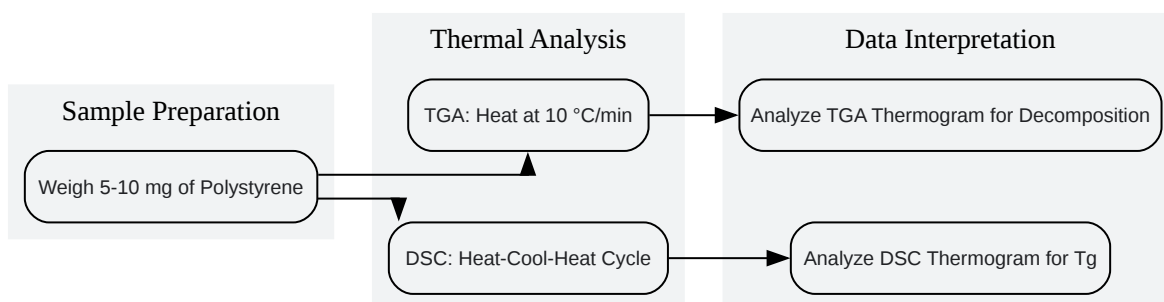 Sample Preparation
Weigh 5-10 mg of Polystyrene
Thermal Analysis
TGA: Heat at 10 °C/min
DSC: Heat-Cool-Heat Cycle
Data Interpretation
Analyze TGA Thermogram for Decomposition
Analyze DSC Thermogram for Tg